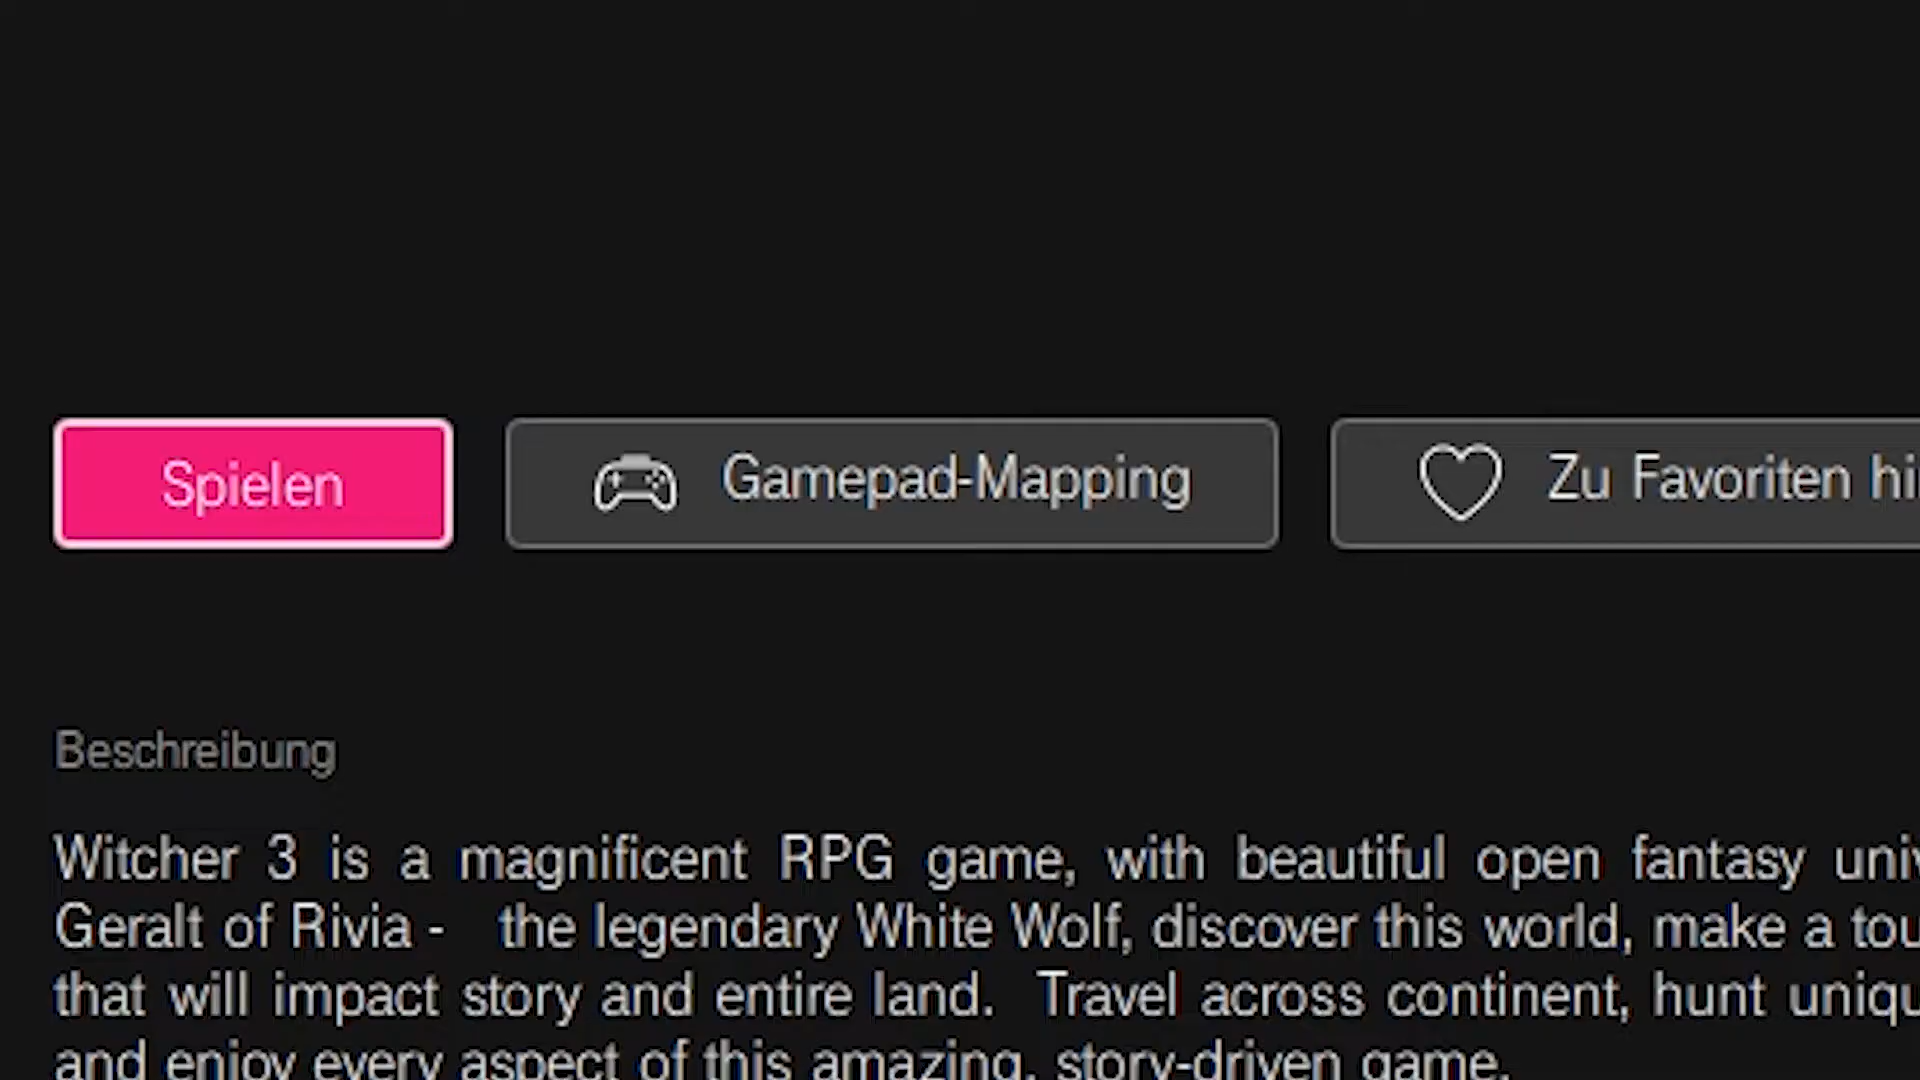 Spielen
Gamepad-Mapping
Zu Favoriten
Beschreibung
Witcher 3 is a magnificent RPG game, with beautiful open fantasy
Geralt of Rivia - the legendary White Wolf, discover this world, make a
that will impact story and entire land. Travel across continent, hunt
and enjoy every aspect of this amazing, story-driven game.